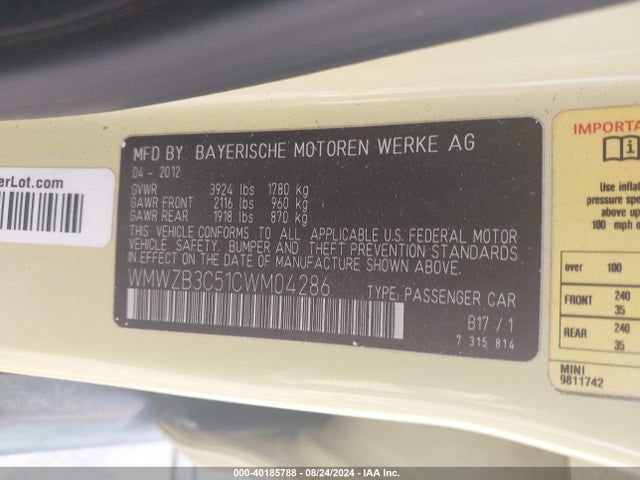 MFD BY. BAYERISCHE MOTOREN WERKE AG
04 - 2012
GVWR 3924 lbs 1780 kg
GAWR FRONT 2116 lbs 960 kg
GAWR REAR 1918 lbs 870 kg
THIS VEHICLE CONFORMS TO ALL APPLICABLE U.S. FEDERAL MOTOR
VEHICLE SAFETY, BUMPER AND THEFT PREVENTION STANDARDS
IN EFFECT ON THE DATE OF MANUFACTURE SHOWN ABOVE.
WMWZB3C51CWM04286
TYPE: PASSENGER CAR
B17 / 1
7 315 814
erLot.com
IMPORTA
Use infl
pressure spe
above
100 mph o
over 100
FRONT 240
35
REAR 240
35
MINI
9811742
000-40185788 - 08/24/2024 - IAA Inc.